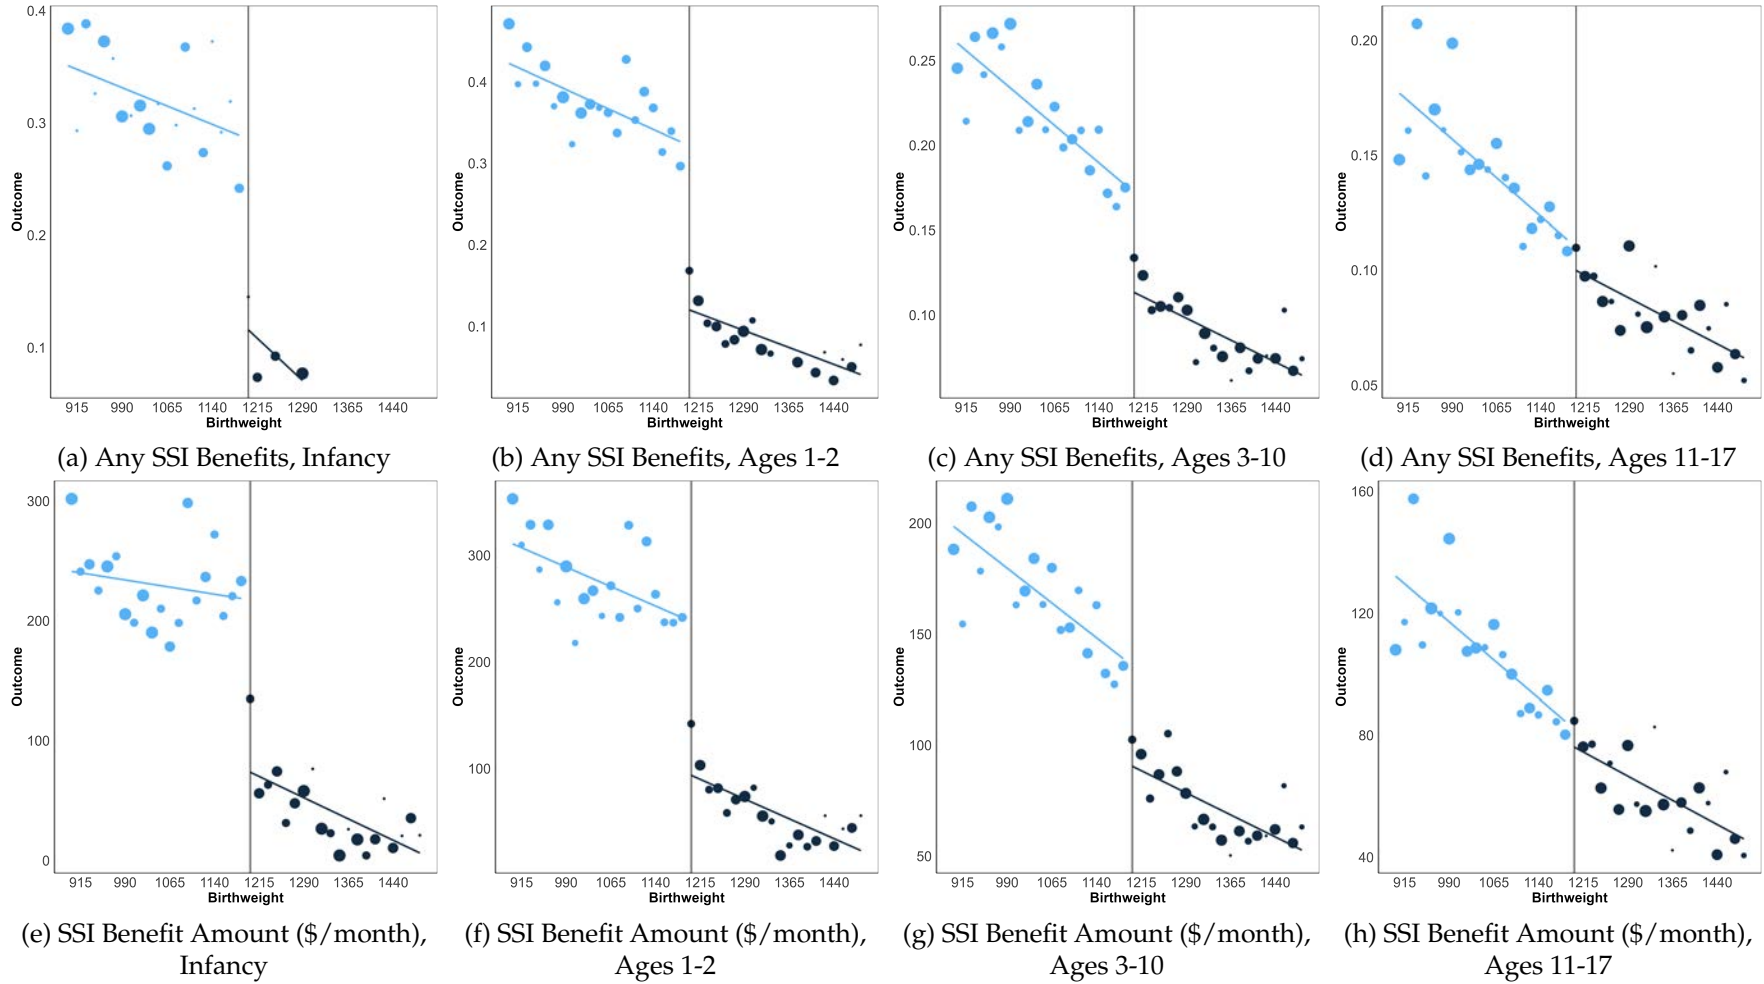 0.4
0.3
0.2
0.1
Outcome
915 990 1065 1140 1215 1290 1365 1440
Birthweight
(a) Any SSI Benefits, Infancy
0.4
0.3
0.2
0.1
Outcome
915 990 1065 1140 1215 1290 1365 1440
Birthweight
(b) Any SSI Benefits, Ages 1-2
0.25
0.20
0.15
0.10
Outcome
915 990 1065 1140 1215 1290 1365 1440
Birthweight
(c) Any SSI Benefits, Ages 3-10
0.20
0.15
0.10
0.05
Outcome
915 990 1065 1140 1215 1290 1365 1440
Birthweight
(d) Any SSI Benefits, Ages 11-17
300
200
100
0
Outcome
915 990 1065 1140 1215 1290 1365 1440
Birthweight
(e) SSI Benefit Amount ($/month),
Infancy
300
200
100
Outcome
915 990 1065 1140 1215 1290 1365 1440
Birthweight
(f) SSI Benefit Amount ($/month),
Ages 1-2
200
150
100
50
Outcome
915 990 1065 1140 1215 1290 1365 1440
Birthweight
(g) SSI Benefit Amount ($/month),
Ages 3-10
160
120
80
40
Outcome
915 990 1065 1140 1215 1290 1365 1440
Birthweight
(h) SSI Benefit Amount ($/month),
Ages 11-17